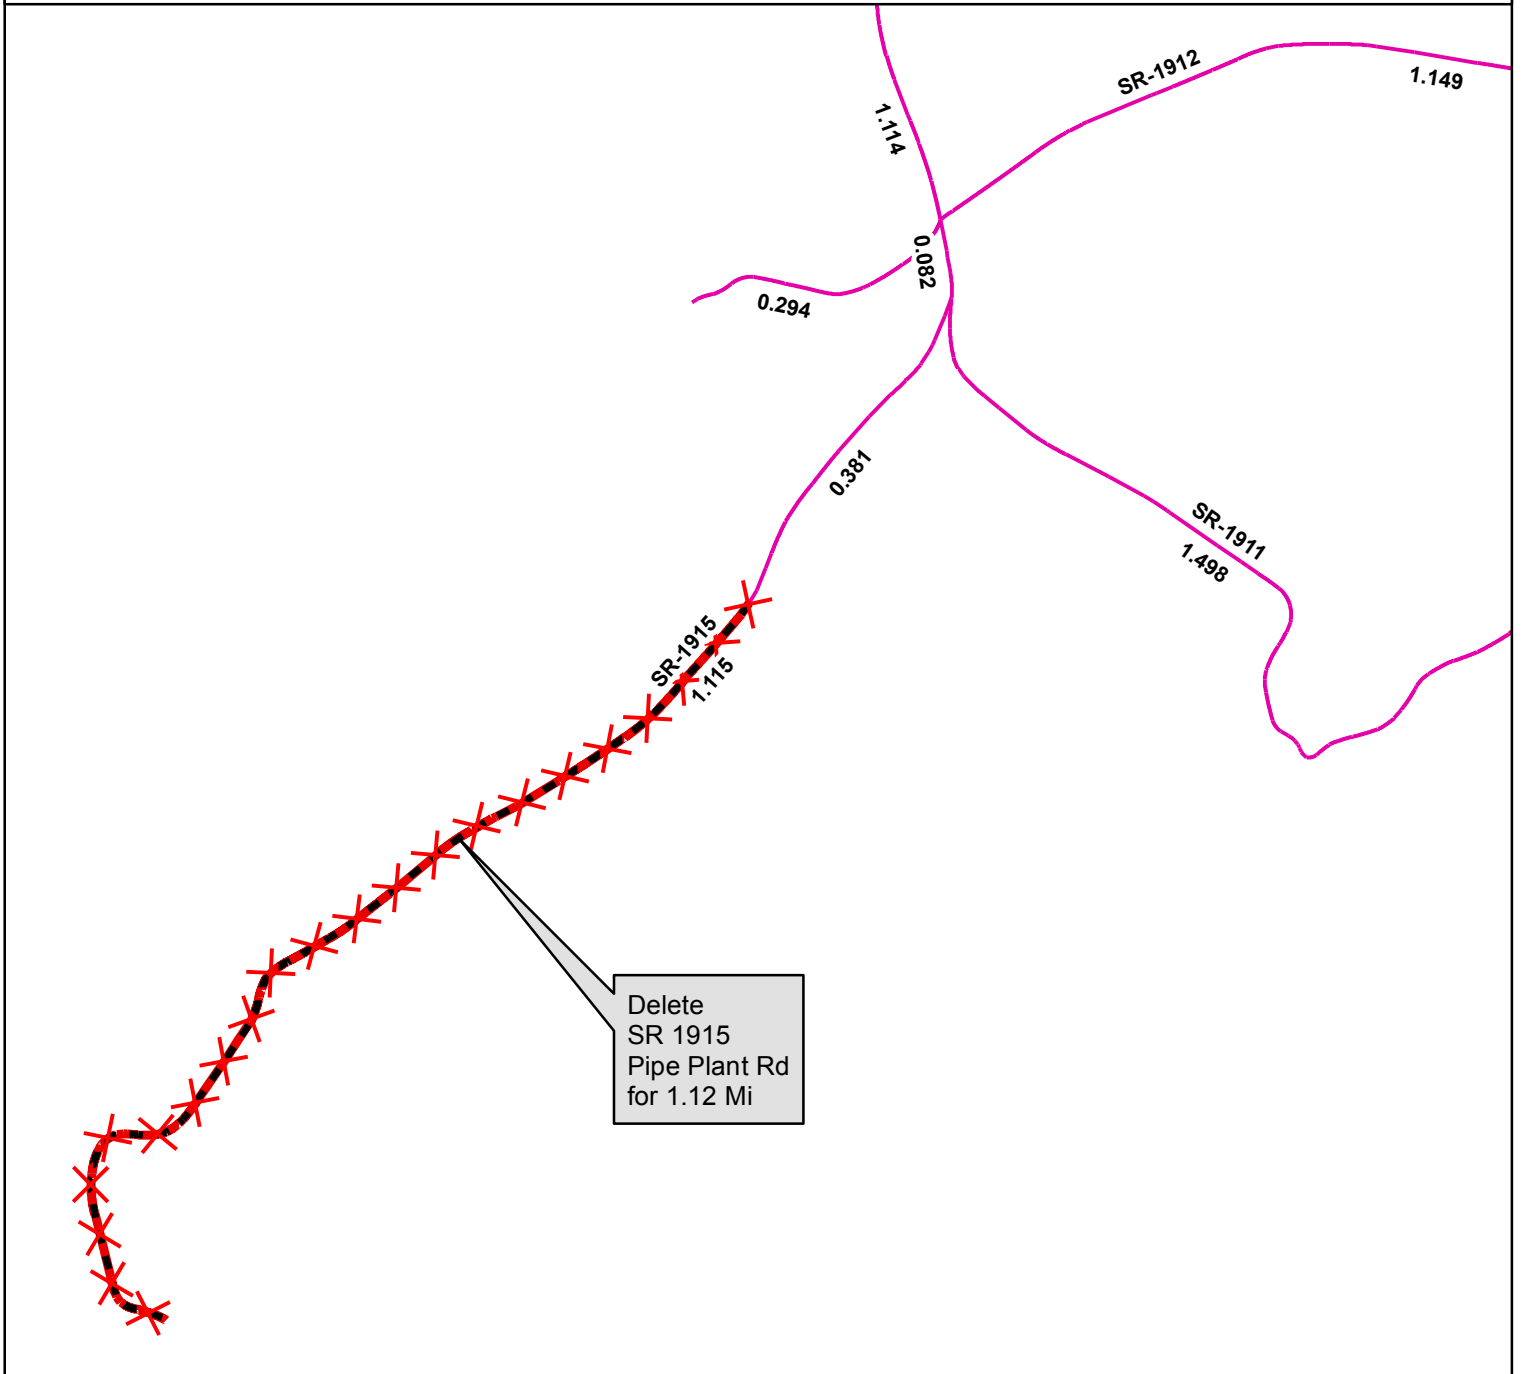 SR-1912
1.149
1.114
0.082
0.294
0.381
SR-1911
1.498
SR-1915
1.115
Delete
SR 1915
Pipe Plant Rd
for 1.12 Mi